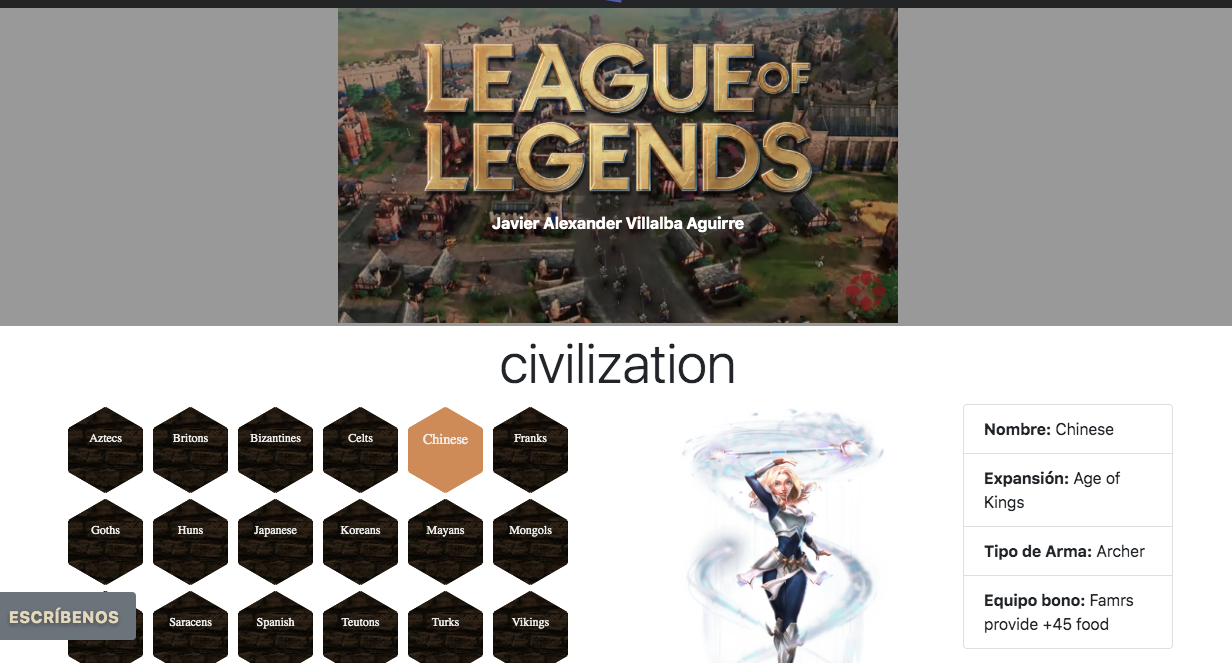 LEAGUE OF
LEGENDS
Javier Alexander Villalba Aguirre
civilization
Aztecs
Britons
Bizantines
Celts
Chinese
Franks
Goths
Huns
Japanese
Koreans
Mayans
Mongols
Saracens
Spanish
Teutons
Turks
Vikings
ESCRÍBENOS
Nombre: Chinese
Expansión: Age of
Kings
Tipo de Arma: Archer
Equipo bono: Famrs
provide +45 food